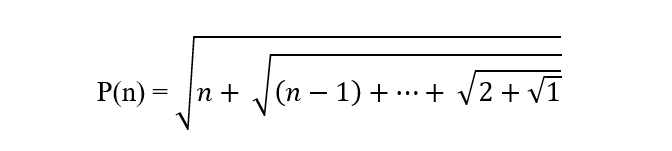 P(n) = √(n + √((n − 1) + ⋯ + √(2 + √1)))